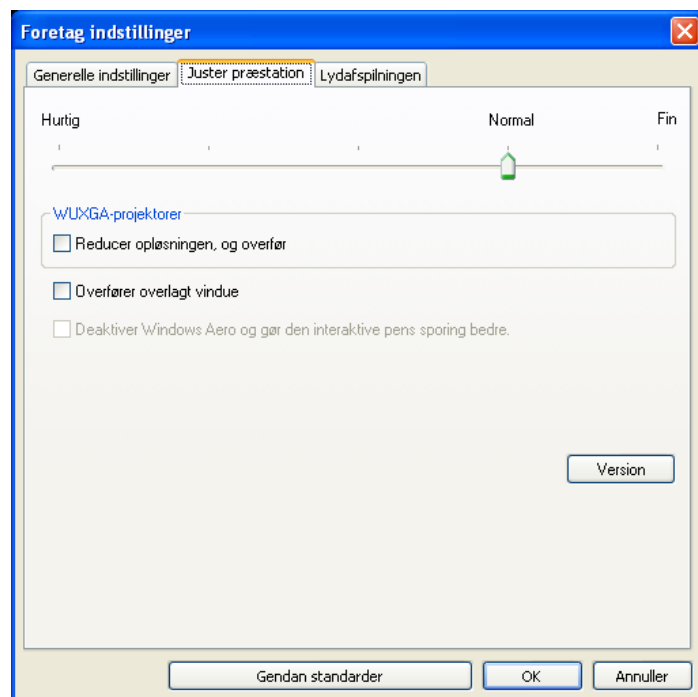 Foretag indstillinger
Generelle indstillinger Juster præstation Lydafspilningen
Hurtig Normal Fin
WUXGA-projektorer
Reducer opløsningen, og overfør
Overfører overlagt vindue
Deaktiver Windows Aero og gør den interaktive pens sporing bedre.
Version
Gendan standarder OK Annuller